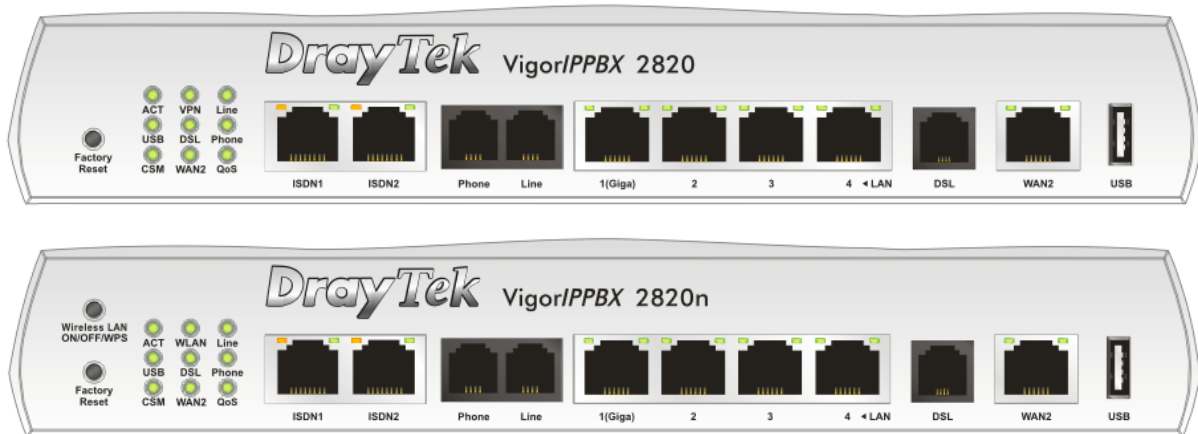 DrayTek VigorIPPBX 2820
ACT VPN Line
USB DSL Phone
CSM WAN2 QoS
Factory
Reset
ISDN1 ISDN2 Phone Line 1(Giga) 2 3 4 ◄ LAN DSL WAN2 USB
DrayTek VigorIPPBX 2820n
Wireless LAN
ON/OFF/WPS
ACT WLAN Line
USB DSL Phone
CSM WAN2 QoS
Factory
Reset
ISDN1 ISDN2 Phone Line 1(Giga) 2 3 4 ◄ LAN DSL WAN2 USB